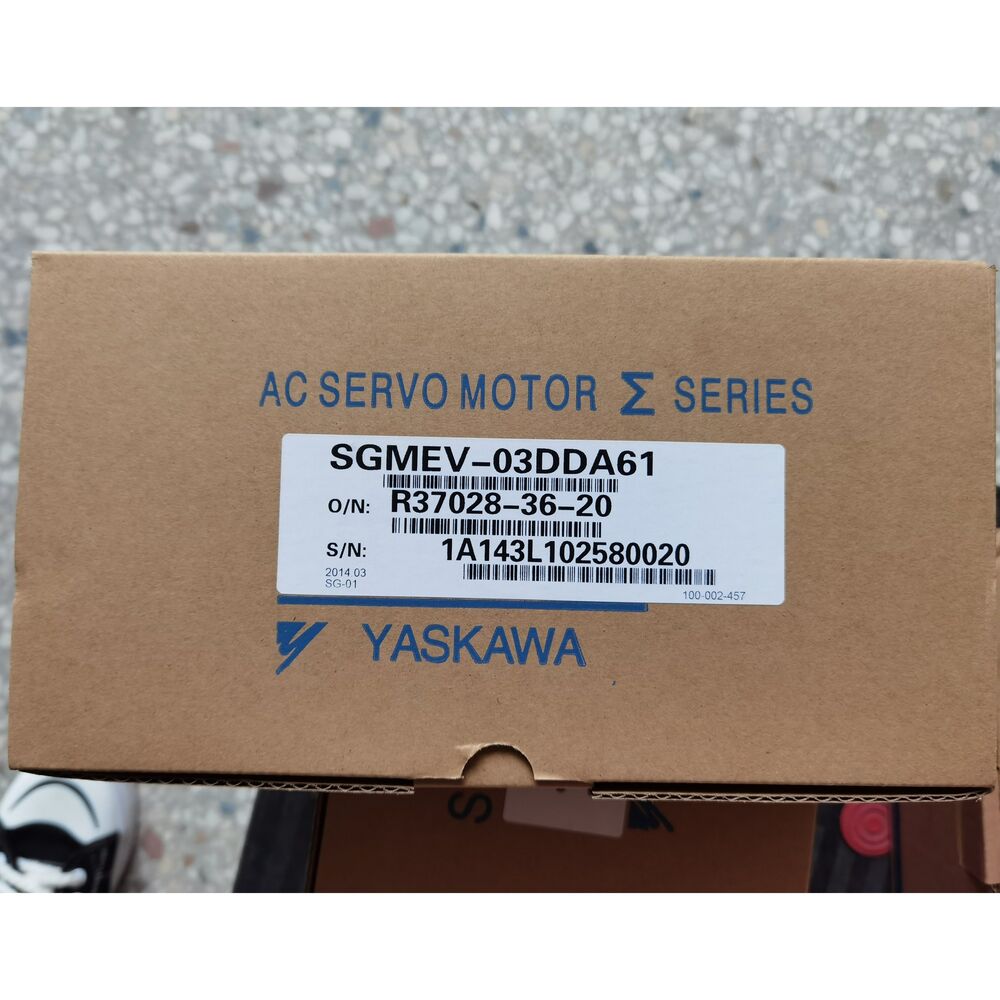 AC SERVO MOTOR Σ SERIES
SGMEV-03DDA61
O/N: R37028-36-20
S/N: 1A143L102580020
2014.03
SG-01
100-002-457
YASKAWA
S